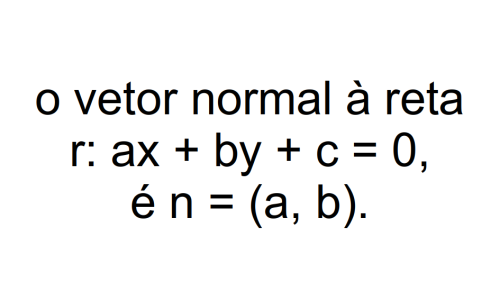 o vetor normal à reta
r: ax + by + c = 0,
é n = (a, b).